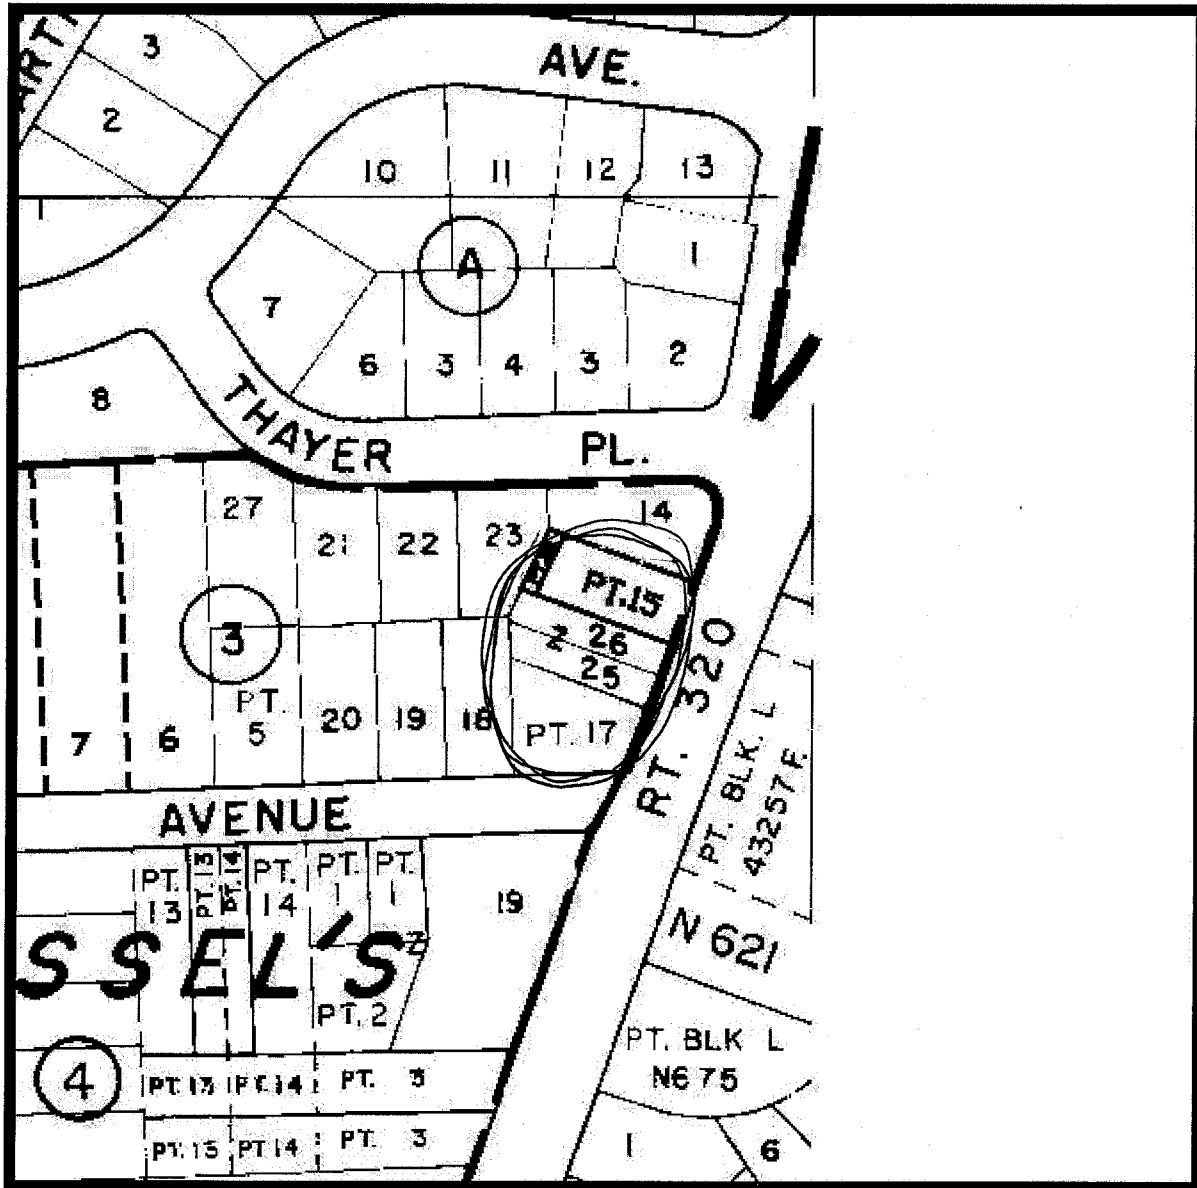 3
AVE.
2
10
11
12
13
1
A
1
7
6
3
4
3
2
8
THAYER PL.
27
21
22
23
14
PT.15
3
Z 26
25
RT. 320
PT.
5
7
6
20
19
18
PT. 17
PT. BLK. L
43257 F.
AVENUE
PT.
13
PT. 13
PT. 14
PT.
14
PT.
1
PT.
1
19
N 621
SSEL'S
Z
PT. 2
PT. BLK L
N675
4
PT. 13
PT. 14
PT. 3
PT. 13
PT 14
PT. 3
1
6